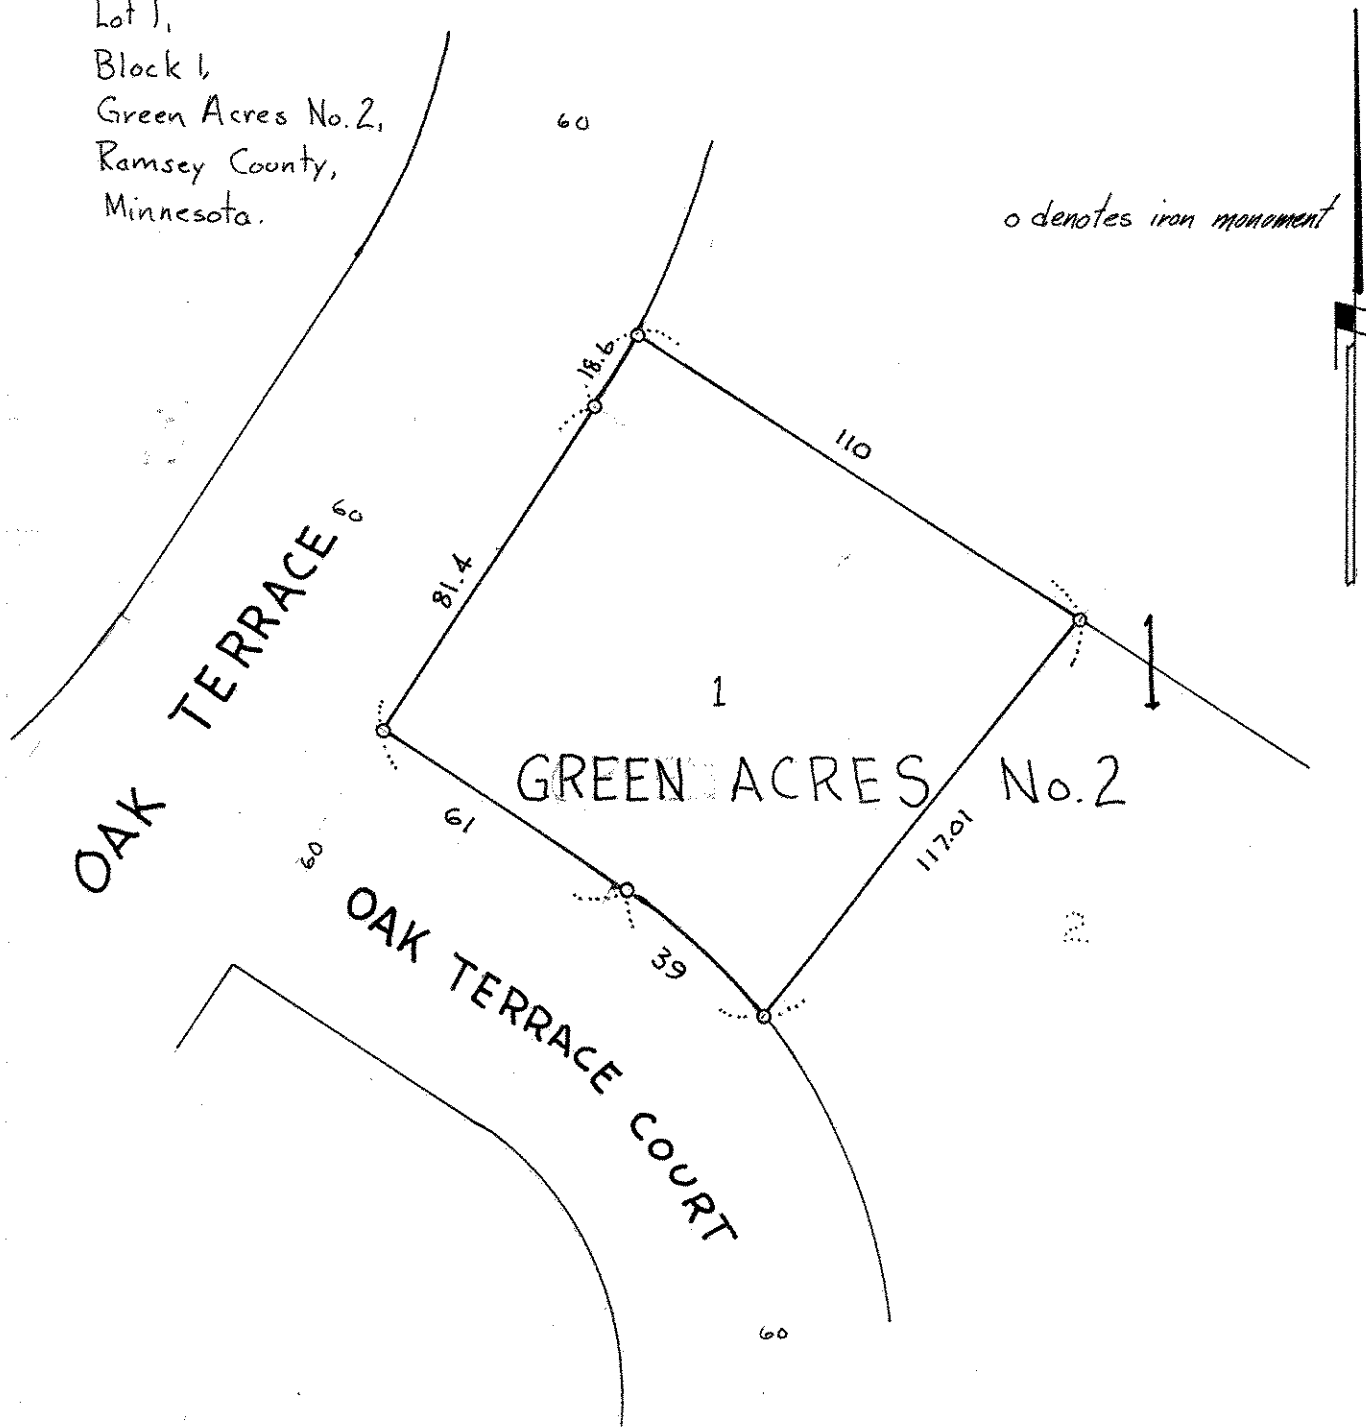 Lot 1,
Block 1,
Green Acres No. 2,
Ramsey County,
Minnesota.
60
o denotes iron monument
18.6
110
60
81.4
OAK TERRACE
1
1
GREEN ACRES No. 2
61
117.01
60
2
39
OAK TERRACE COURT
60